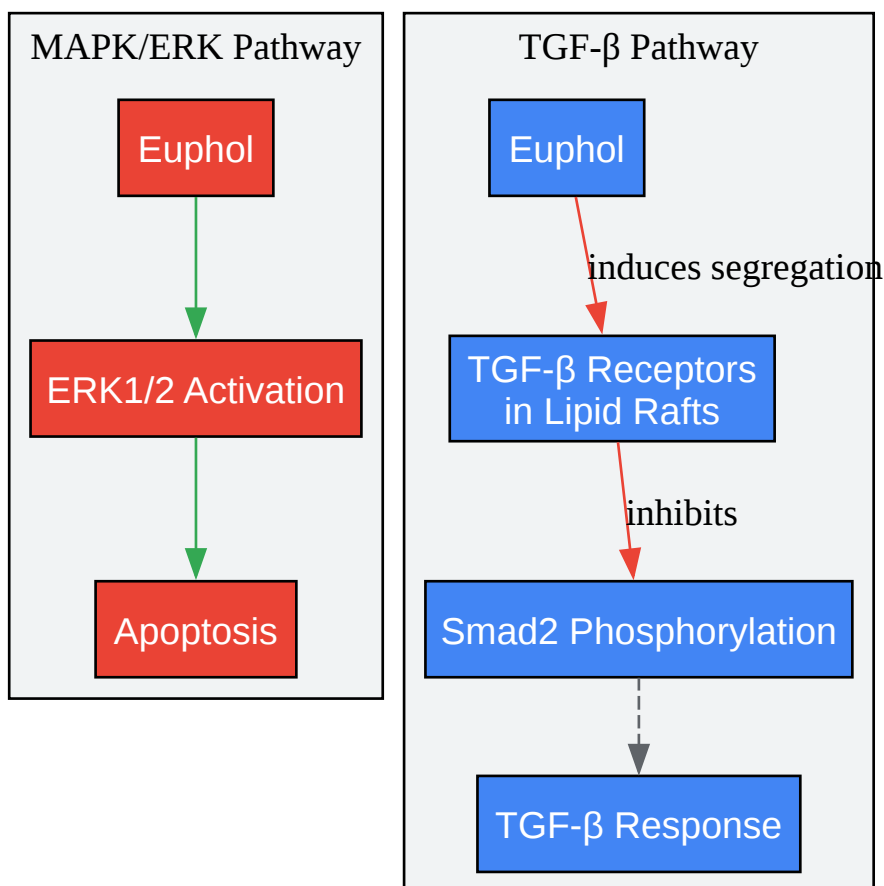 MAPK/ERK Pathway
Euphol
ERK1/2 Activation
Apoptosis
TGF-β Pathway
Euphol
induces segregation
TGF-β Receptors
in Lipid Rafts
inhibits
Smad2 Phosphorylation
TGF-β Response